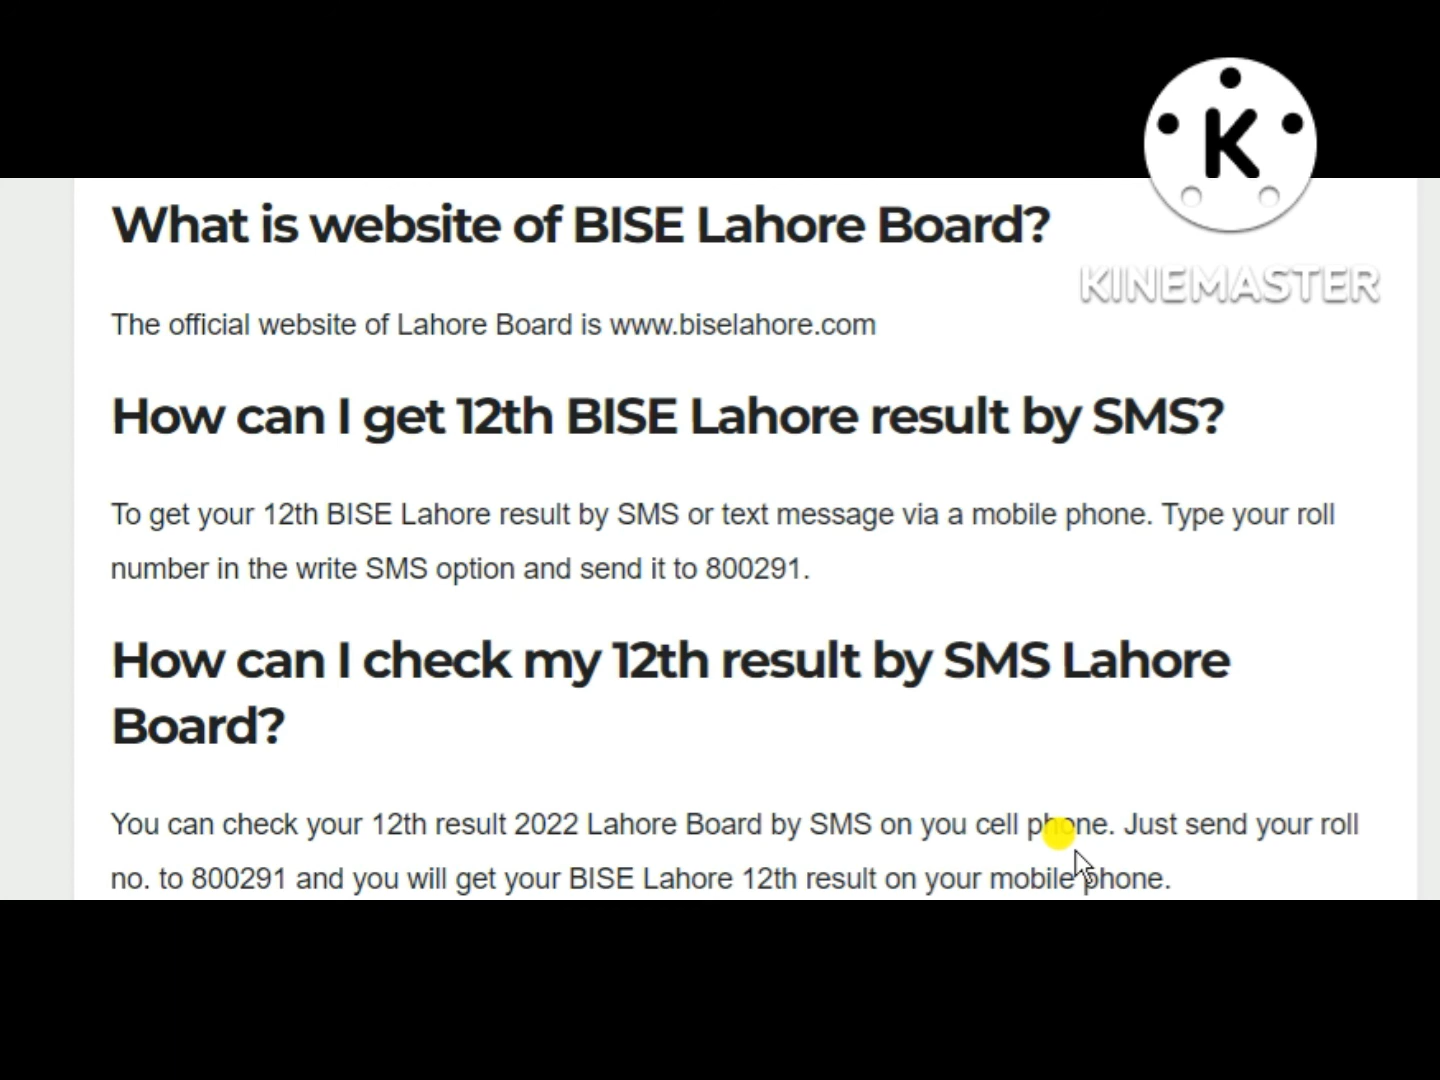 K
What is website of BISE Lahore Board?
KINEMASTER
The official website of Lahore Board is www.biselahore.com
How can I get 12th BISE Lahore result by SMS?
To get your 12th BISE Lahore result by SMS or text message via a mobile phone. Type your roll
number in the write SMS option and send it to 800291.
How can I check my 12th result by SMS Lahore
Board?
You can check your 12th result 2022 Lahore Board by SMS on you cell phone. Just send your roll
no. to 800291 and you will get your BISE Lahore 12th result on your mobile phone.